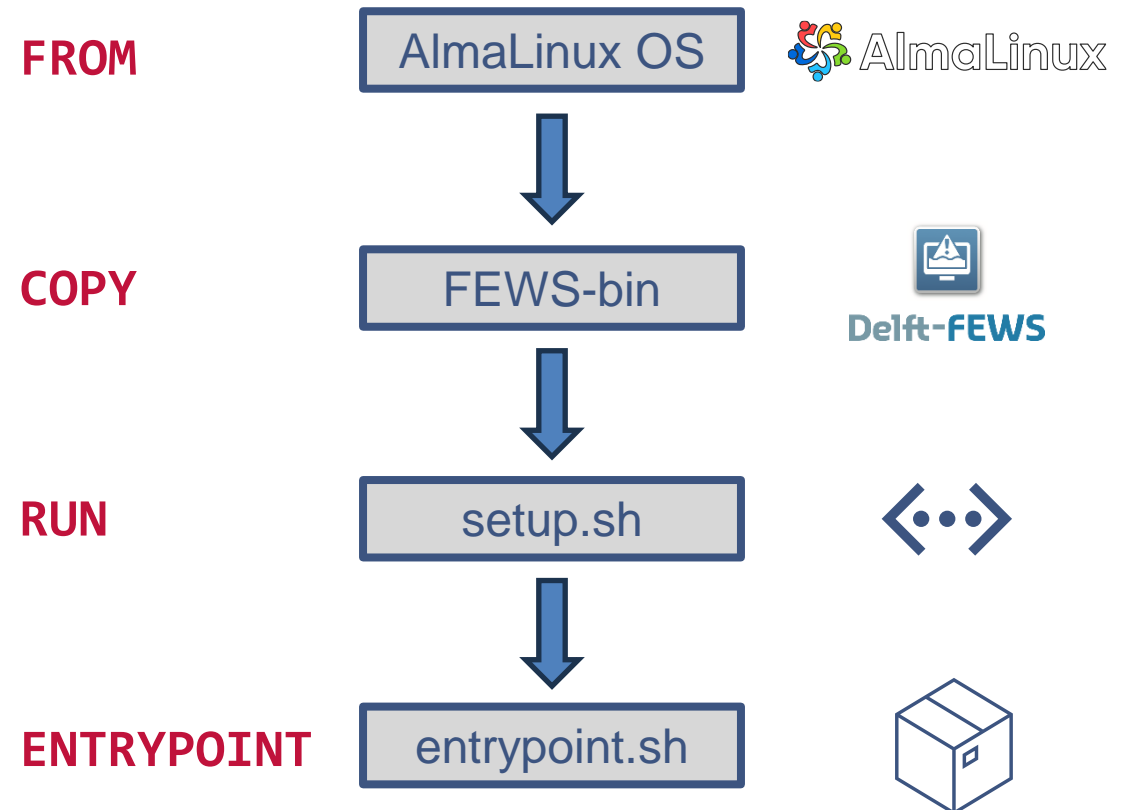 FROM
AlmaLinux OS
AlmaLinux
COPY
FEWS-bin
Delft-FEWS
RUN
setup.sh
ENTRYPOINT
entrypoint.sh